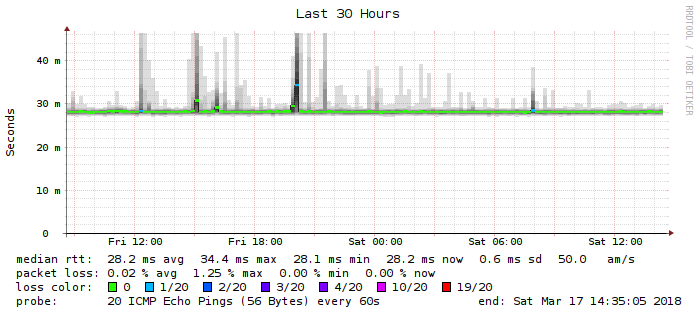 Last 30 Hours
RRDTOOL / TOBI OETIKER
Seconds
40 m
30 m
20 m
10 m
0
Fri 12:00 Fri 18:00 Sat 00:00 Sat 06:00 Sat 12:00
median rtt: 28.2 ms avg 34.4 ms max 28.1 ms min 28.2 ms now 0.6 ms sd 50.0 am/s
packet loss: 0.02 % avg 1.25 % max 0.00 % min 0.00 % now
loss color: 0 1/20 2/20 3/20 4/20 10/20 19/20
probe: 20 ICMP Echo Pings (56 Bytes) every 60s end: Sat Mar 17 14:35:05 2018